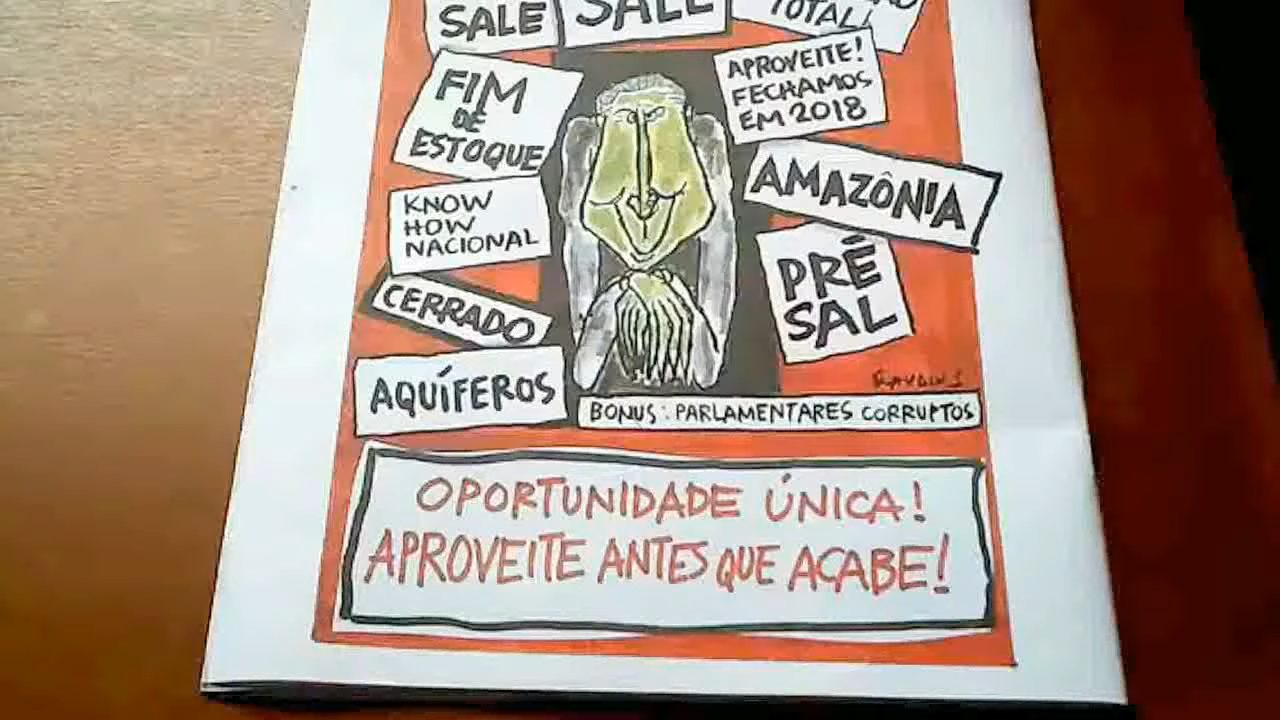 SALE
SALE
TOTAL!
FIM
DE
ESTOQUE
APROVEITE!
FECHAMOS
EM 2018
KNOW
HOW
NACIONAL
AMAZÔNIA
CERRADO
PRÉ
SAL
AQUÍFEROS
BONUS: PARLAMENTARES CORRUPTOS
OPORTUNIDADE ÚNICA!
APROVEITE ANTES QUE ACABE!